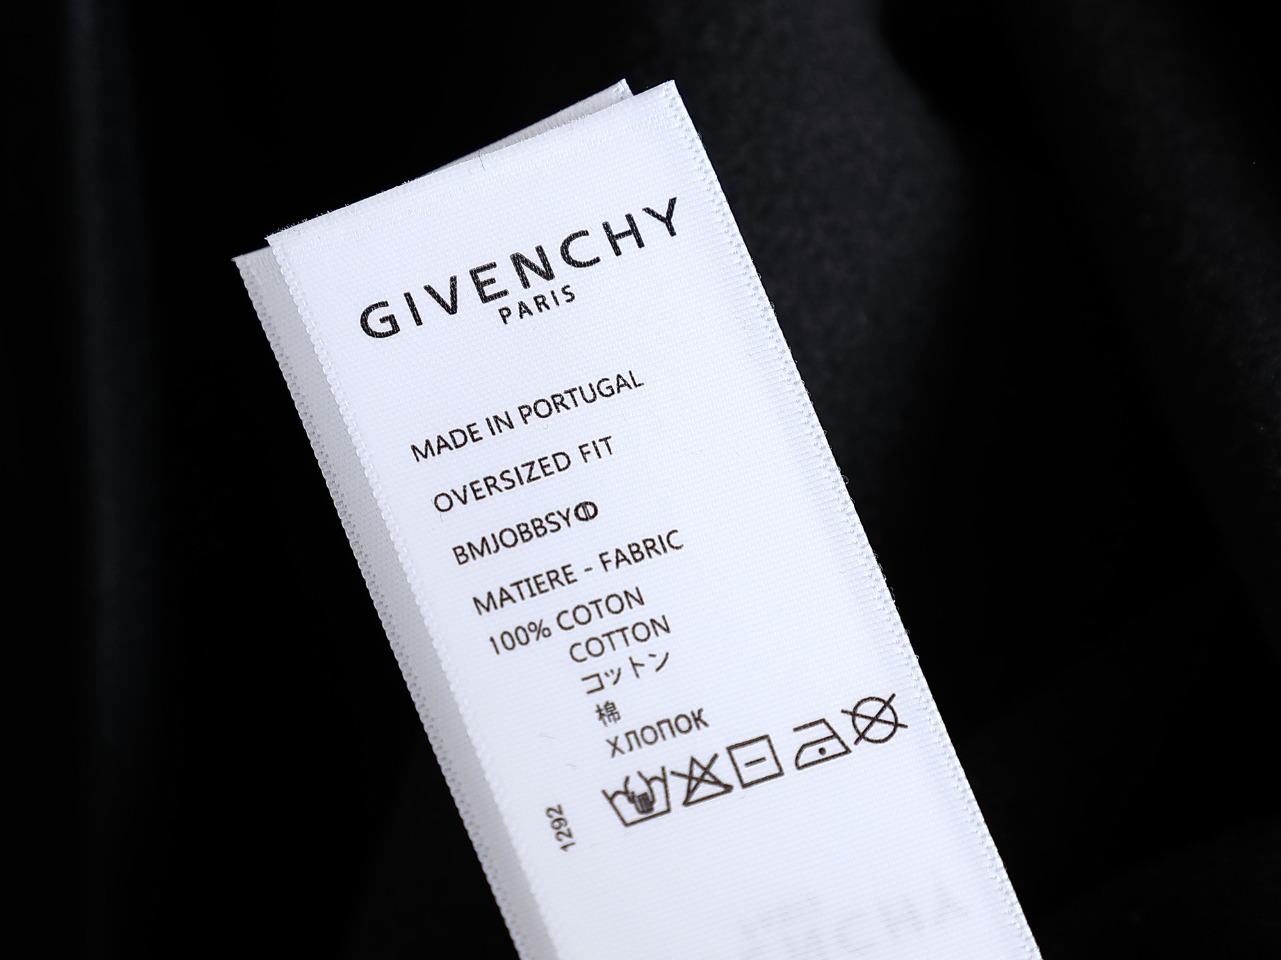 GIVENCHY
PARIS
MADE IN PORTUGAL
OVERSIZED FIT
BMJOBBSYⵀ
MATIERE - FABRIC
100% COTON
COTTON
コットン
棉
ХЛОПОК
1292